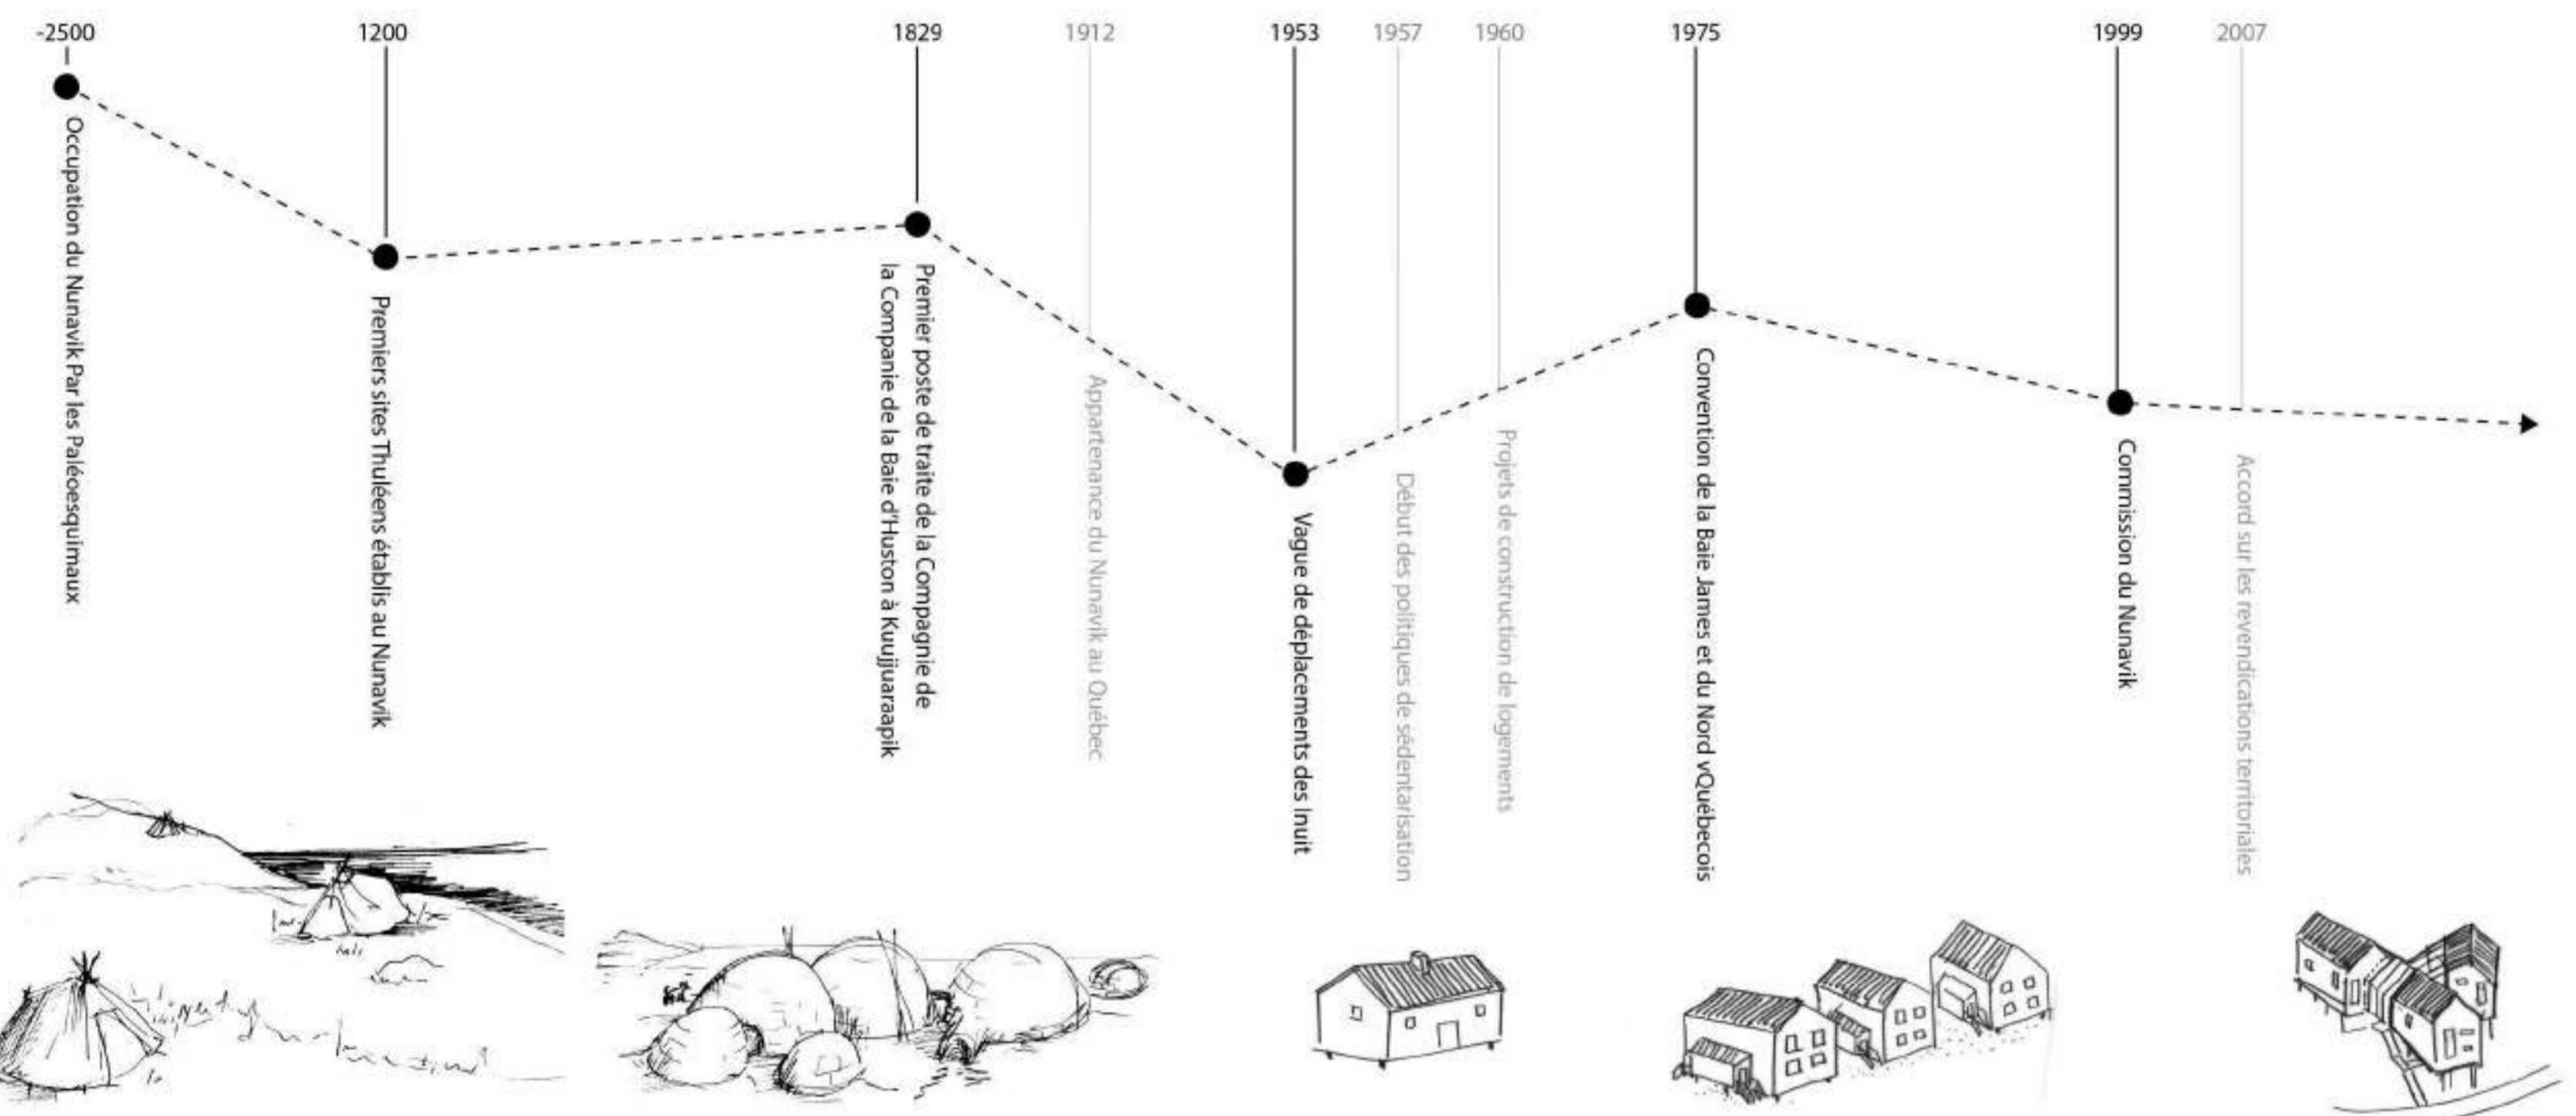 -2500
1200
1829
1912
1953
1957
1960
1975
1999
2007
Occupation du Nunavik Par les Paléoesquimaux
Premiers sites Thuléens établis au Nunavik
Premier poste de traite de la Compagnie de
la Companie de la Baie d'Huston à Kuujjuaraapik
Appartenance du Nunavik au Québec
Vague de déplacements des Inuit
Début des politiques de sédentarisation
Projets de construction de logements
Convention de la Baie James et du Nord vQuébecois
Commission du Nunavik
Accord sur les revendications territoriales